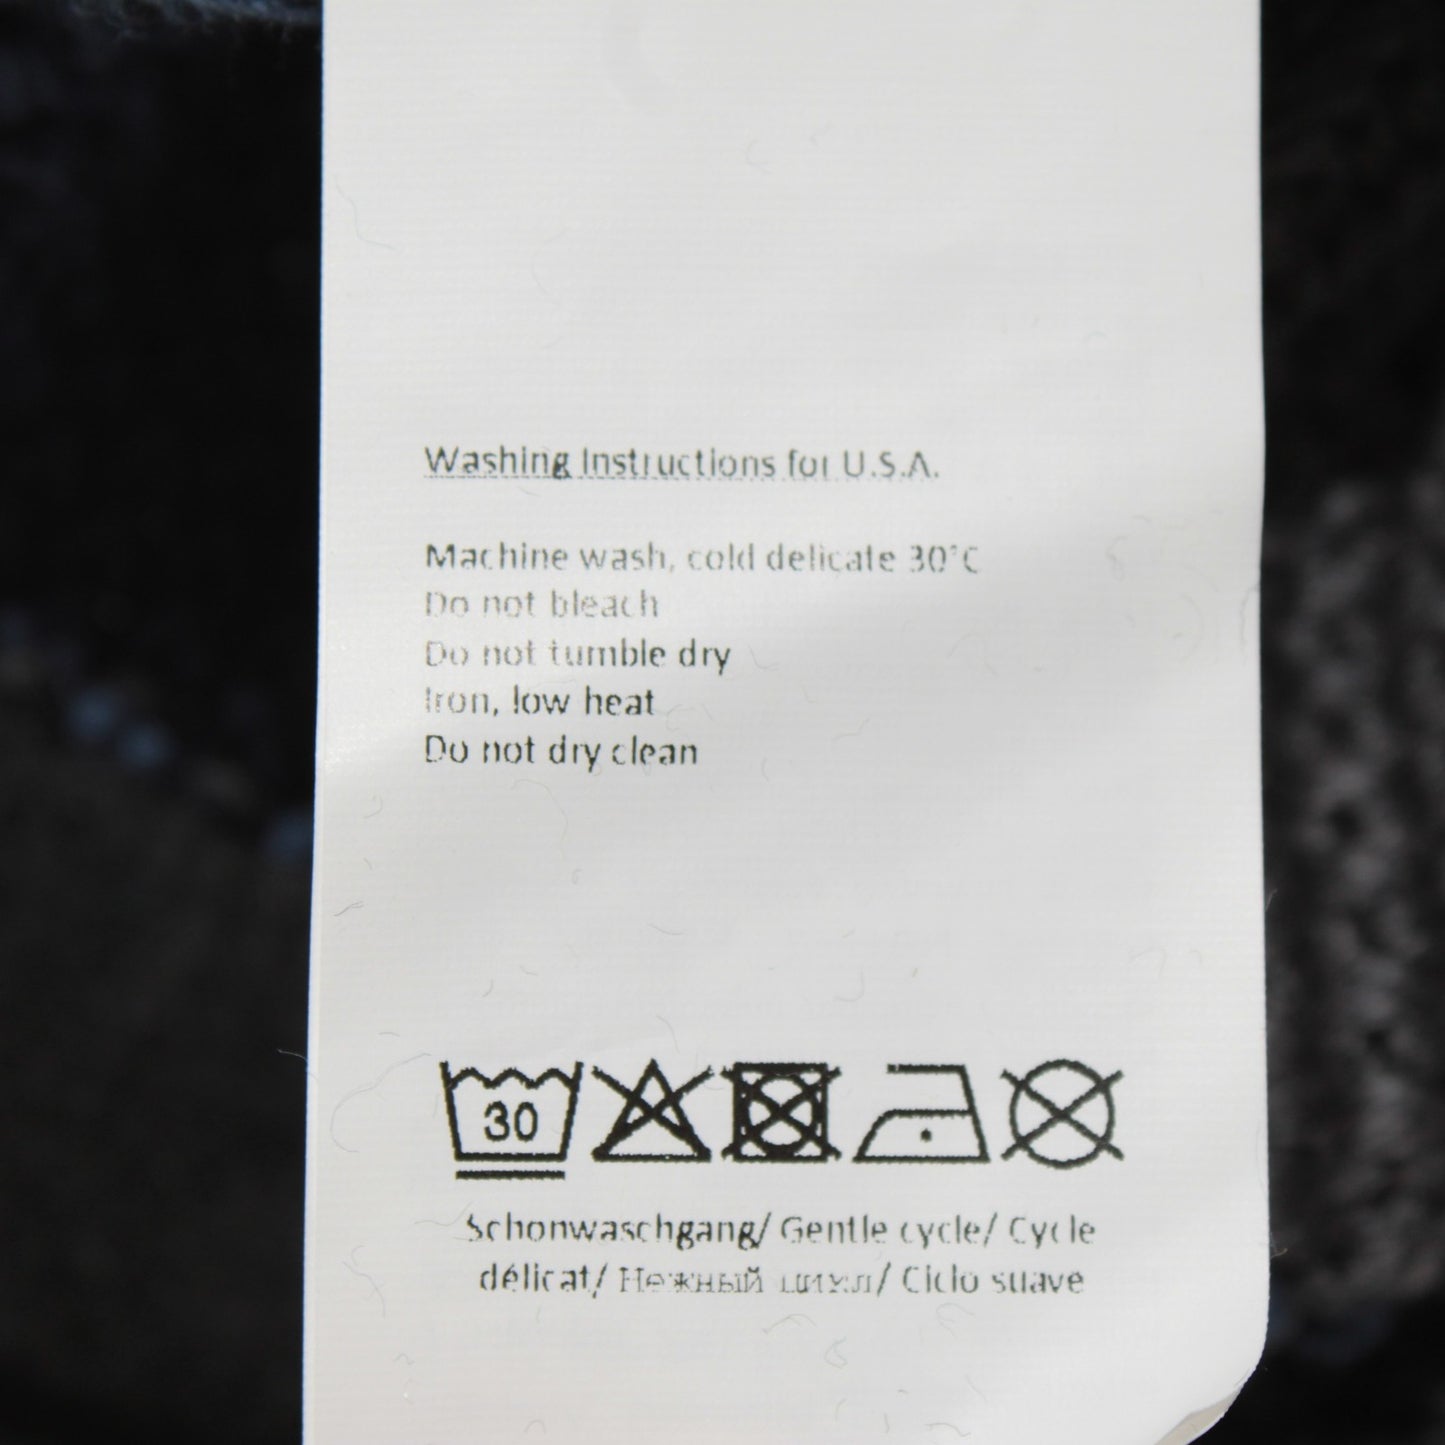 Washing Instructions for U.S.A.
Machine wash, cold delicate 30°C
Do not bleach
Do not tumble dry
Iron, low heat
Do not dry clean
30
Schonwaschgang/ Gentle cycle/ Cycle
délicat/ Нежный цикл/ Ciclo suave